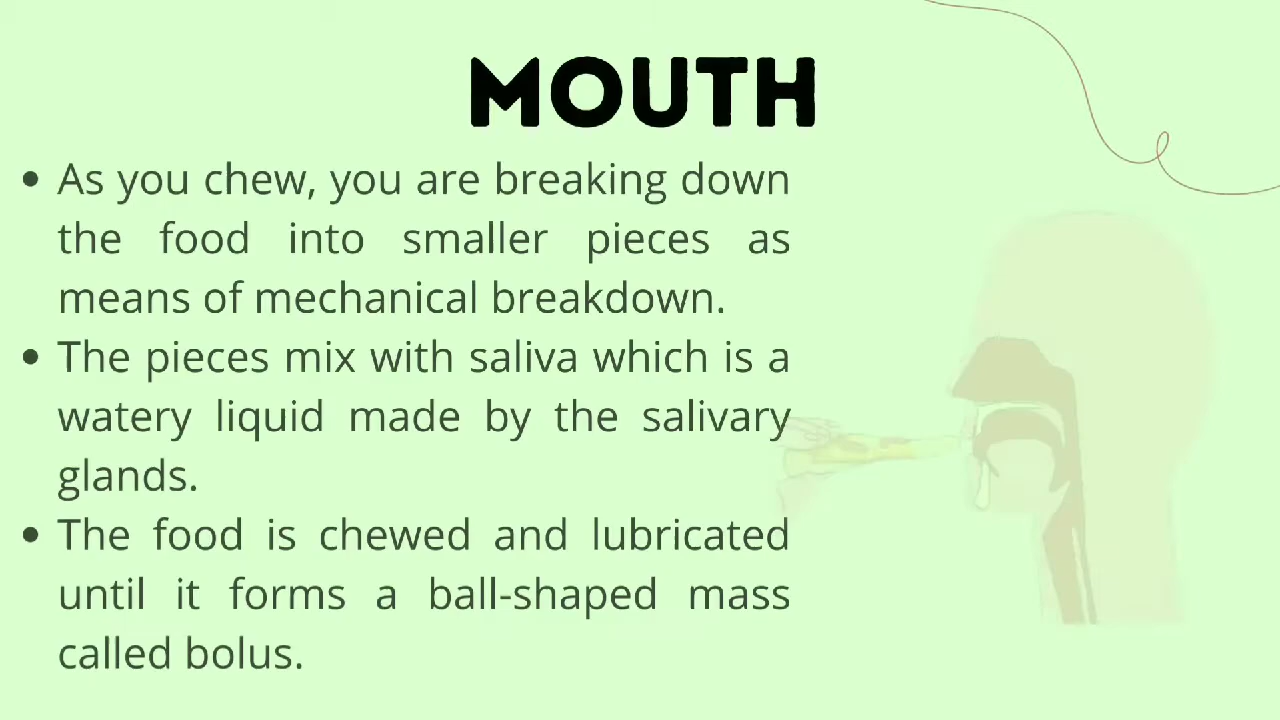 MOUTH
• As you chew, you are breaking down
the food into smaller pieces as
means of mechanical breakdown.
• The pieces mix with saliva which is a
watery liquid made by the salivary
glands.
• The food is chewed and lubricated
until it forms a ball-shaped mass
called bolus.